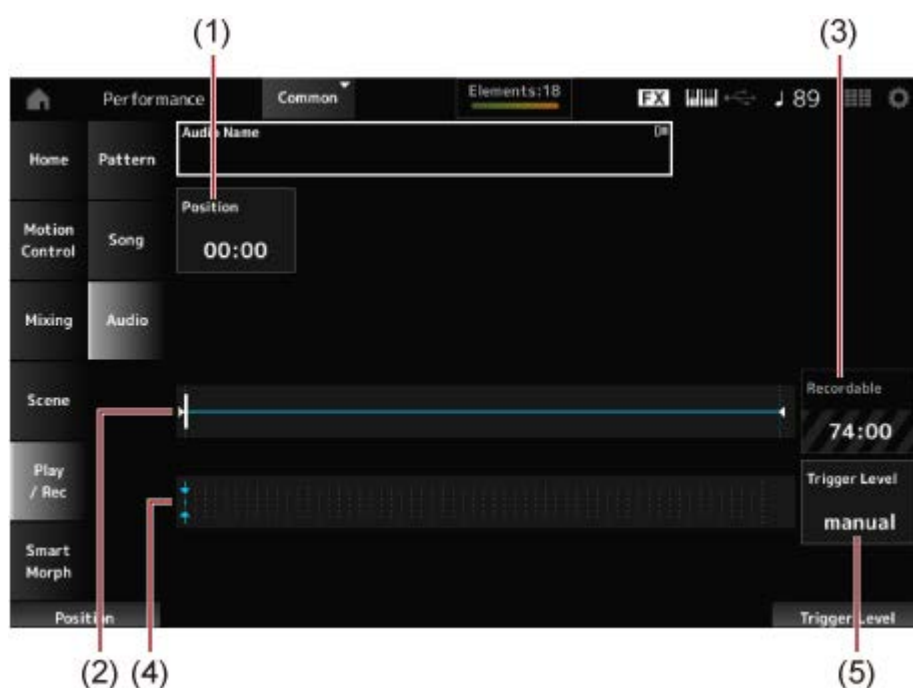 (1)
(3)
Performance
Common
Elements:18
FX
♩ 89
Home
Pattern
Audio Name
Position
00:00
Motion
Control
Song
Mixing
Audio
Scene
Recordable
74:00
Play
/ Rec
Trigger Level
manual
Smart
Morph
Position
Trigger Level
(2)
(4)
(5)